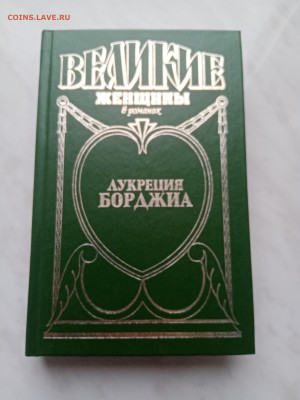 COINS.LAVE.RU
ВЕЛИКИЕ
ЖЕНЩИНЫ
в романах
ЛУКРЕЦИЯ
БОРДЖИА